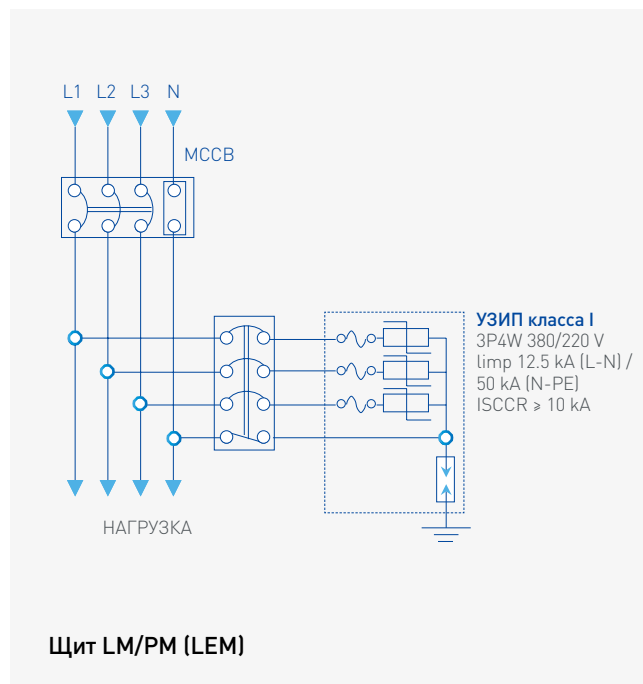 L1 L2 L3 N
MCCB
УЗИП класса I
3P4W 380/220 V
limp 12.5 kA (L-N) /
50 kA (N-PE)
ISCCR ≥ 10 kA
НАГРУЗКА
Щит LM/PM (LEM)